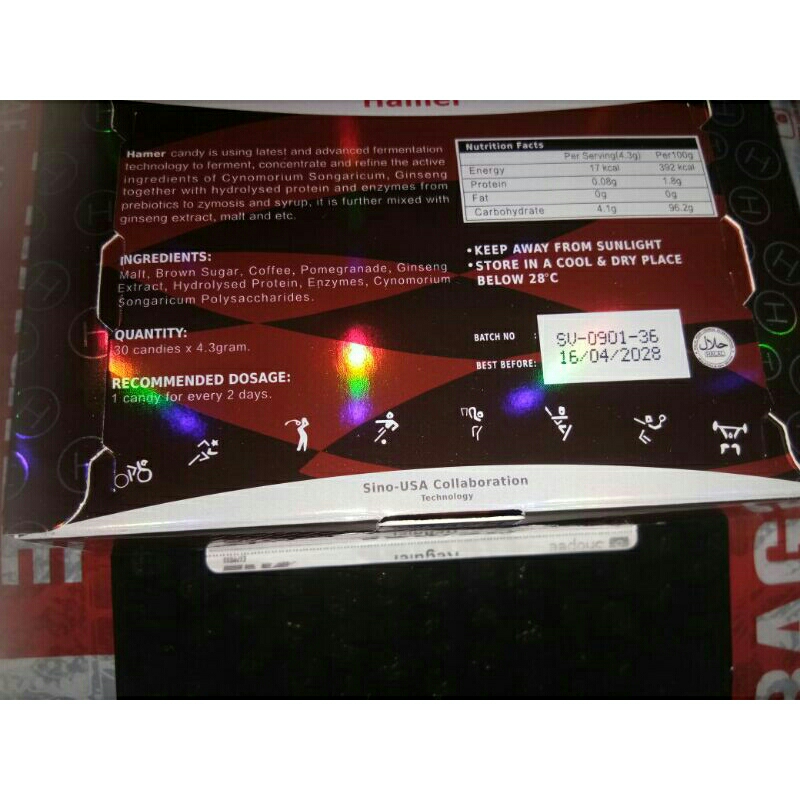 Hamer
Hamer candy is using latest and advanced fermentation
technology to ferment, concentrate and refine the active
ingredients of Cynomorium Songaricum, Ginseng
together with hydrolysed protein and enzymes from
prebiotics to zymosis and syrup, it is further mixed with
ginseng extract, malt and etc.
INGREDIENTS:
Malt, Brown Sugar, Coffee, Pomegranade, Ginseng
Extract, Hydrolysed Protein, Enzymes, Cynomorium
Songaricum Polysaccharides.
QUANTITY:
30 candies x 4.3gram.
RECOMMENDED DOSAGE:
1 candy for every 2 days.
Nutrition Facts
Per Serving(4.3g) Per100g
Energy 17 kcal 392 kcal
Protein 0.08g 1.8g
Fat 0g 0g
Carbohydrate 4.1g 96.2g
•KEEP AWAY FROM SUNLIGHT
•STORE IN A COOL & DRY PLACE
BELOW 28°C
BATCH NO : SV-0901-36
BEST BEFORE: 16/04/2028
حلال
HALAL
Sino-USA Collaboration
Technology
Regular
Shopee
BAG